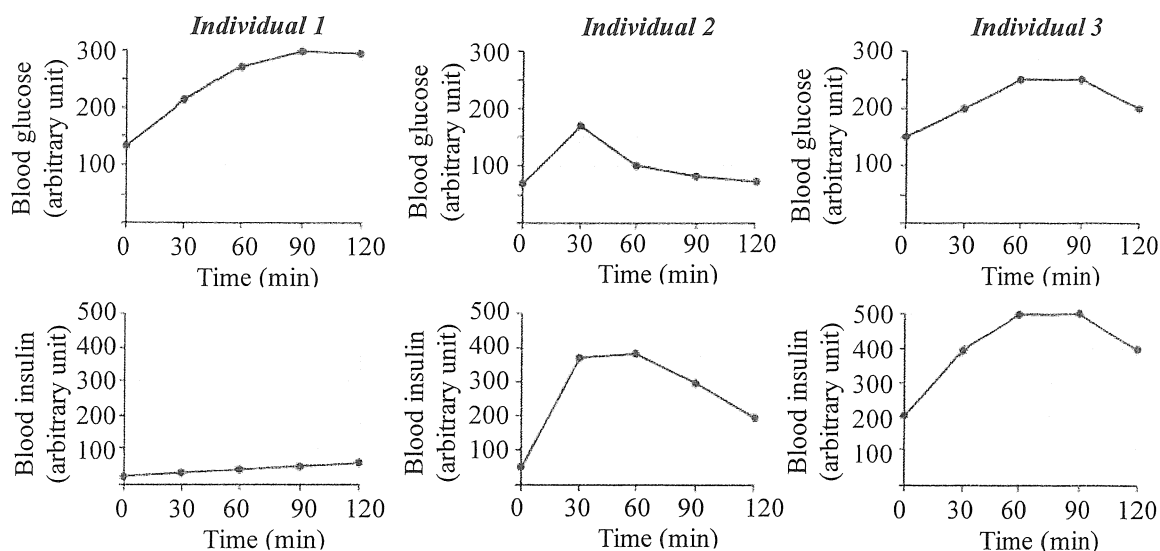 Individual 1
Individual 2
Individual 3
Blood glucose
(arbitrary unit)
300
200
100
0 30 60 90 120
Time (min)
Blood glucose
(arbitrary unit)
300
200
100
0 30 60 90 120
Time (min)
Blood glucose
(arbitrary unit)
300
200
100
0 30 60 90 120
Time (min)
Blood insulin
(arbitrary unit)
500
400
300
200
100
0 30 60 90 120
Time (min)
Blood insulin
(arbitrary unit)
500
400
300
200
100
0 30 60 90 120
Time (min)
Blood insulin
(arbitrary unit)
500
400
300
200
100
0 30 60 90 120
Time (min)